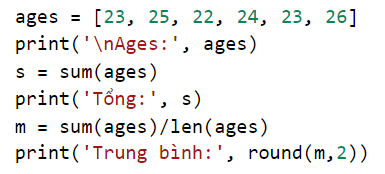 ages = [23, 25, 22, 24, 23, 26]
print('\nAges:', ages)
s = sum(ages)
print('Tổng:', s)
m = sum(ages)/len(ages)
print('Trung bình:', round(m,2))